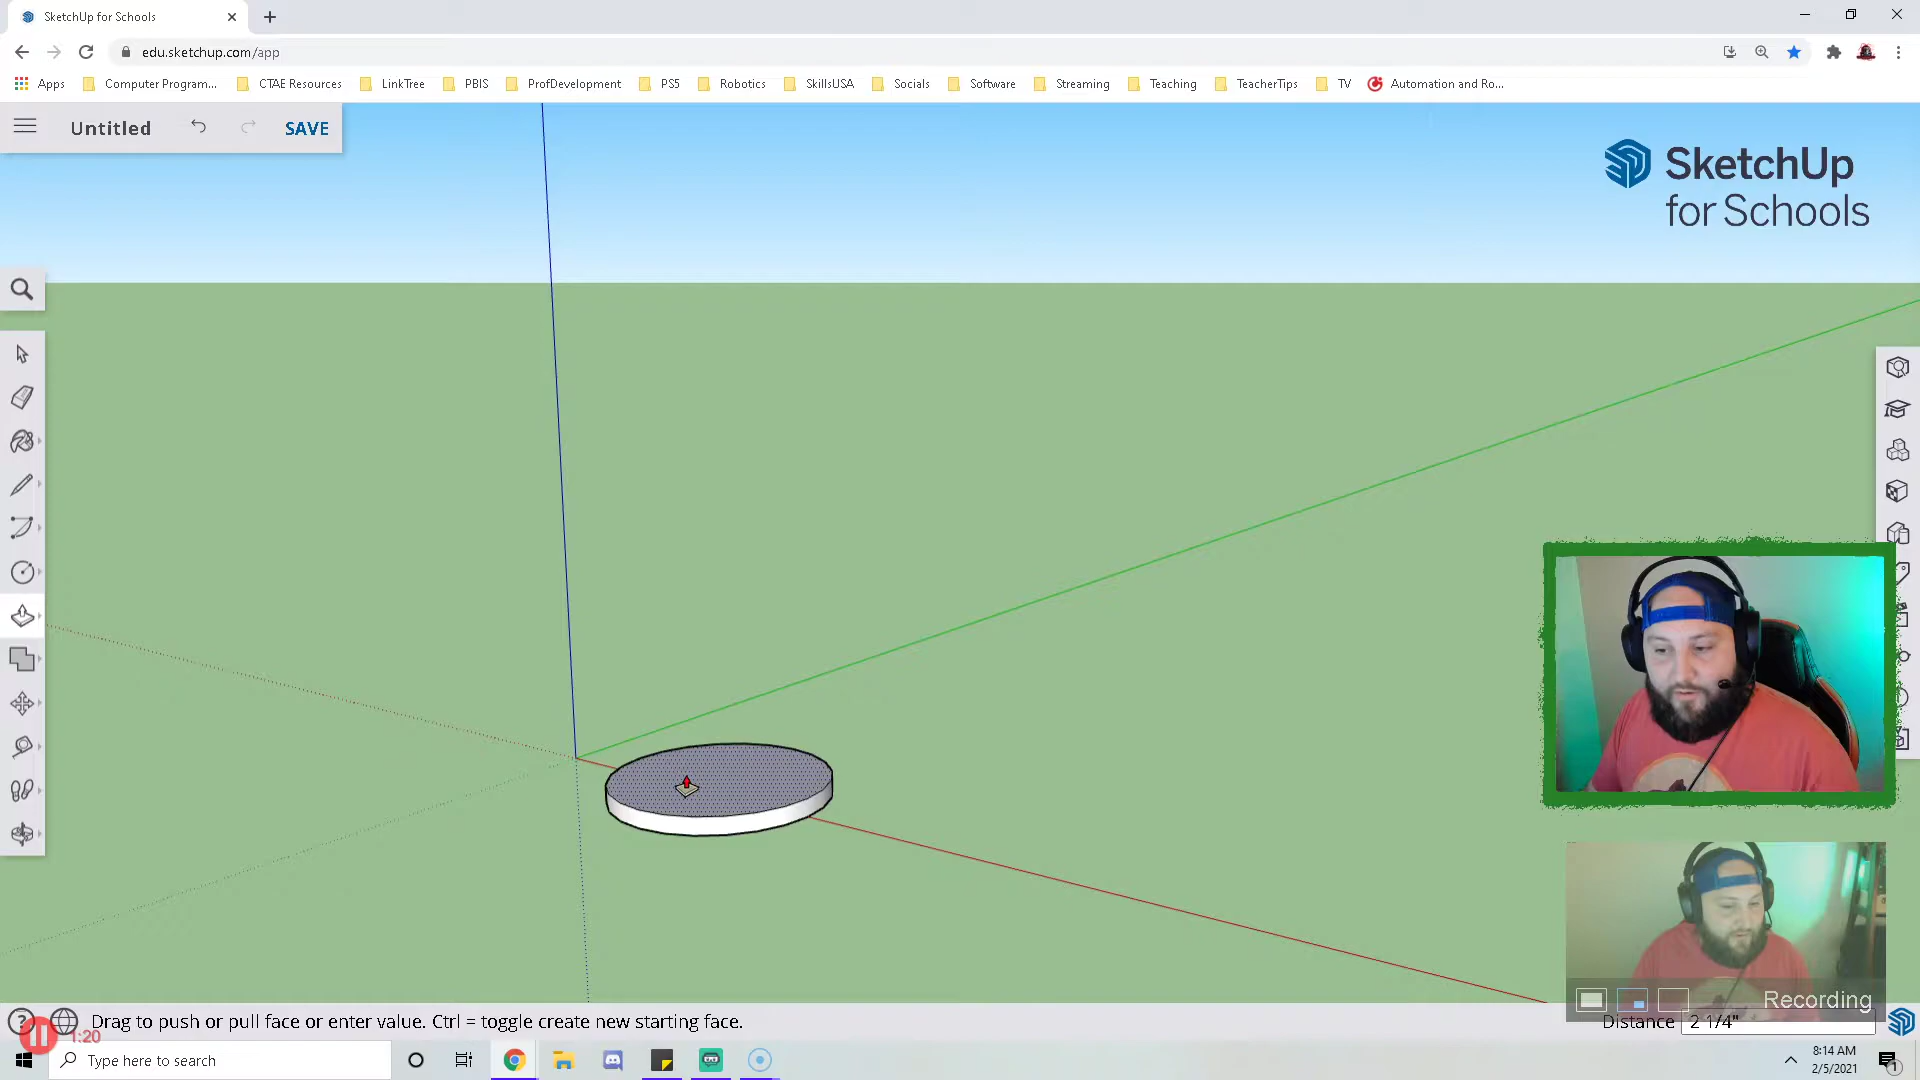 SketchUp for Schools
edu.sketchup.com/app
Apps Computer Program... CTAE Resources LinkTree PBIS ProfDevelopment PS5 Robotics SkillsUSA Socials Software Streaming Teaching TeacherTips TV Automation and Ro...
Untitled SAVE
SketchUp
for Schools
Recording
Drag to push or pull face or enter value. Ctrl = toggle create new starting face.
Distance 2 1/4"
1:20
Type here to search
8:14 AM
2/5/2021